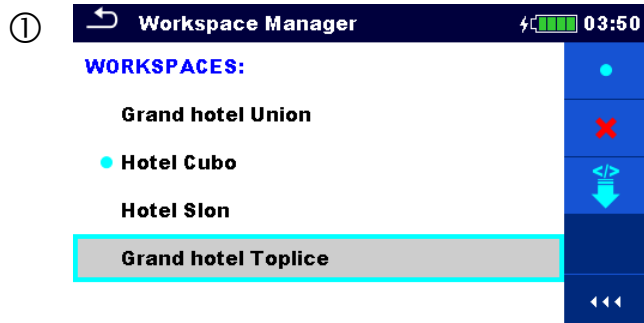 ①
Workspace Manager 03:50
WORKSPACES:
Grand hotel Union
Hotel Cubo
</>
Hotel Slon
Grand hotel Toplice